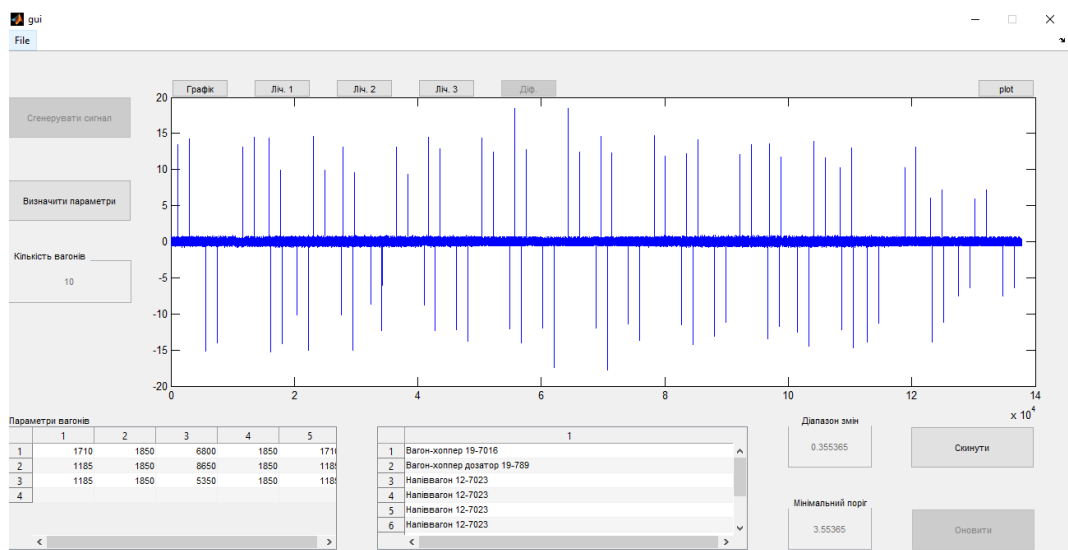 gui
File
Графік Ліч. 1 Ліч. 2 Ліч. 3 Діф. plot
Сгенерувати сигнал
Визначити параметри
Кількість вагонів
10
20
15
10
5
0
-5
-10
-15
-20
0 2 4 6 8 10 12 14
x 10^4
Параметри вагонів
1 2 3 4 5
1 1710 1850 6800 1850 171
2 1185 1850 8650 1850 118
3 1185 1850 5350 1850 118
4
1
1 Вагон-хоппер 19-7016
2 Вагон-хоппер дозатор 19-789
3 Напіввагон 12-7023
4 Напіввагон 12-7023
5 Напіввагон 12-7023
6 Напіввагон 12-7023
Діапазон змін
0.355365
Мінімальний поріг
3.55365
Скинути
Оновити